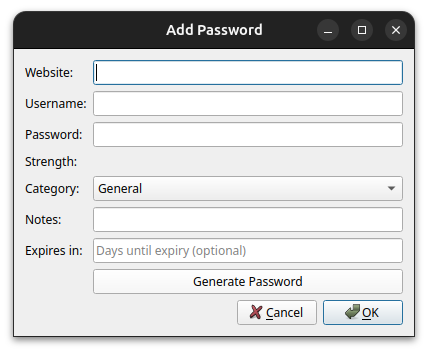 Add Password
Website:
Username:
Password:
Strength:
Category: General
Notes:
Expires in: Days until expiry (optional)
Generate Password
Cancel OK